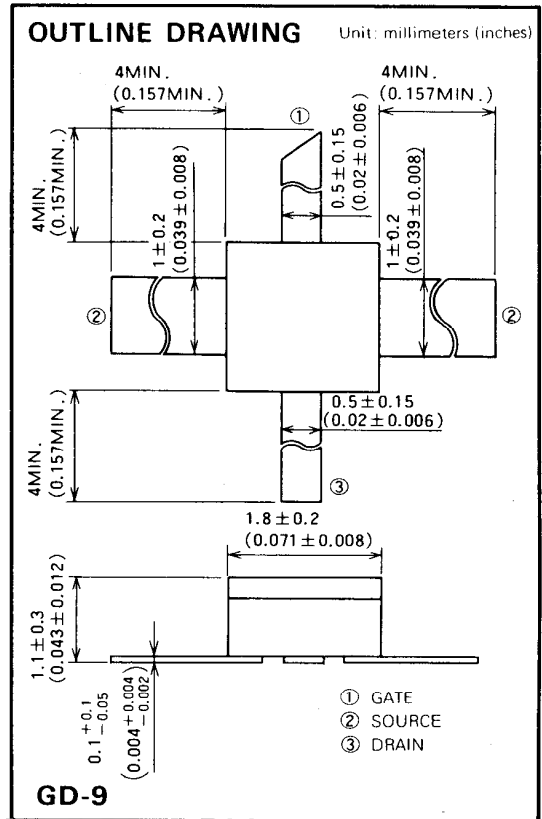 OUTLINE DRAWING Unit: millimeters (inches)
4MIN.
(0.157MIN.)
4MIN.
(0.157MIN.)
①
4MIN.
(0.157MIN.)
1±0.2
(0.039±0.008)
0.5±0.15
(0.02±0.006)
1±0.2
(0.039±0.008)
②
②
4MIN.
(0.157MIN.)
0.5±0.15
(0.02±0.006)
③
1.8±0.2
(0.071±0.008)
1.1±0.3
(0.043±0.012)
0.1 +0.1 −0.05
(0.004 +0.004 −0.002)
① GATE
② SOURCE
③ DRAIN
GD-9